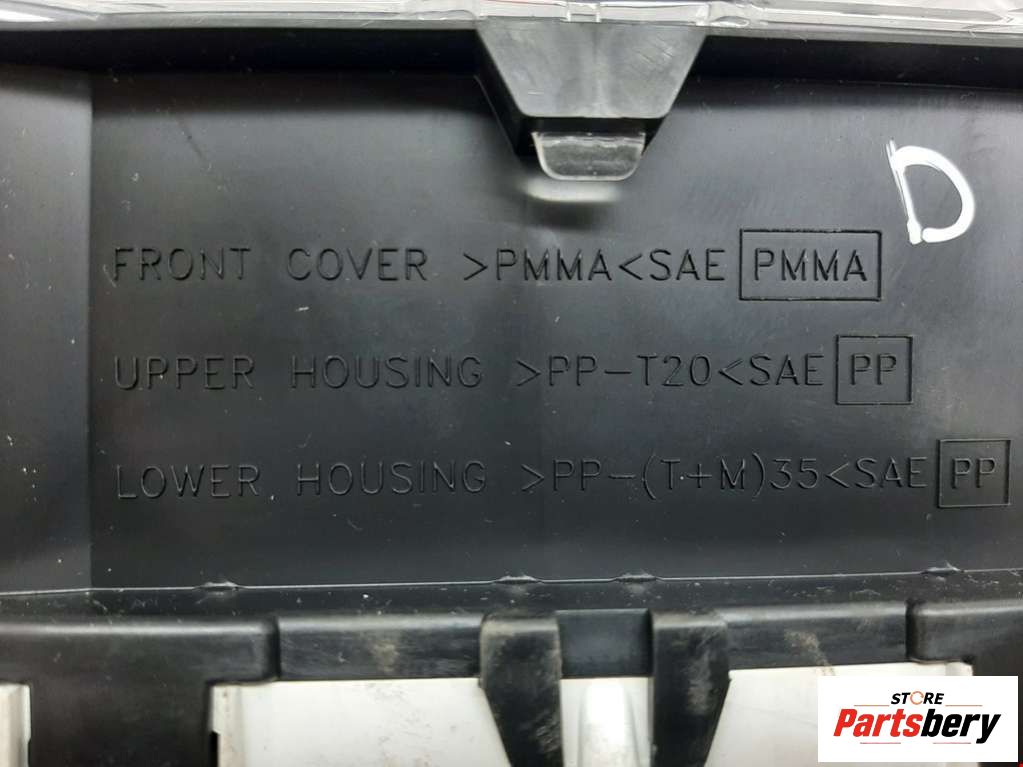 D
FRONT COVER >PMMA<SAE PMMA
UPPER HOUSING >PP-T20<SAE PP
LOWER HOUSING >PP-(T+M)35<SAE PP
STORE
Partsbery